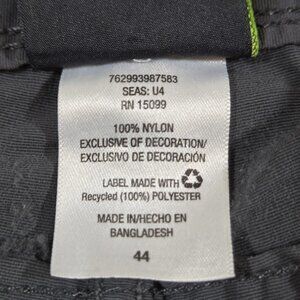 762993987583
SEAS: U4
RN 15099
100% NYLON
EXCLUSIVE OF DECORATION/
EXCLUSIVO DE DECORACIÓN
LABEL MADE WITH
Recycled (100%) POLYESTER
MADE IN/HECHO EN
BANGLADESH
44